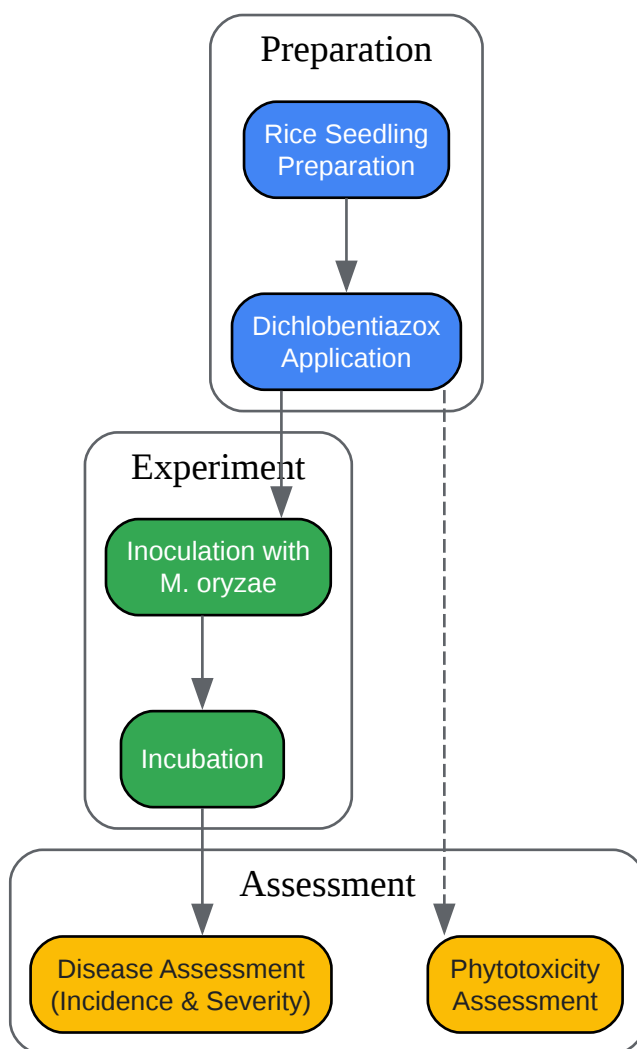 Preparation
Rice Seedling
Preparation
Dichlobentiazox
Application
Experiment
Inoculation with
M. oryzae
Incubation
Assessment
Disease Assessment
(Incidence & Severity)
Phytotoxicity
Assessment